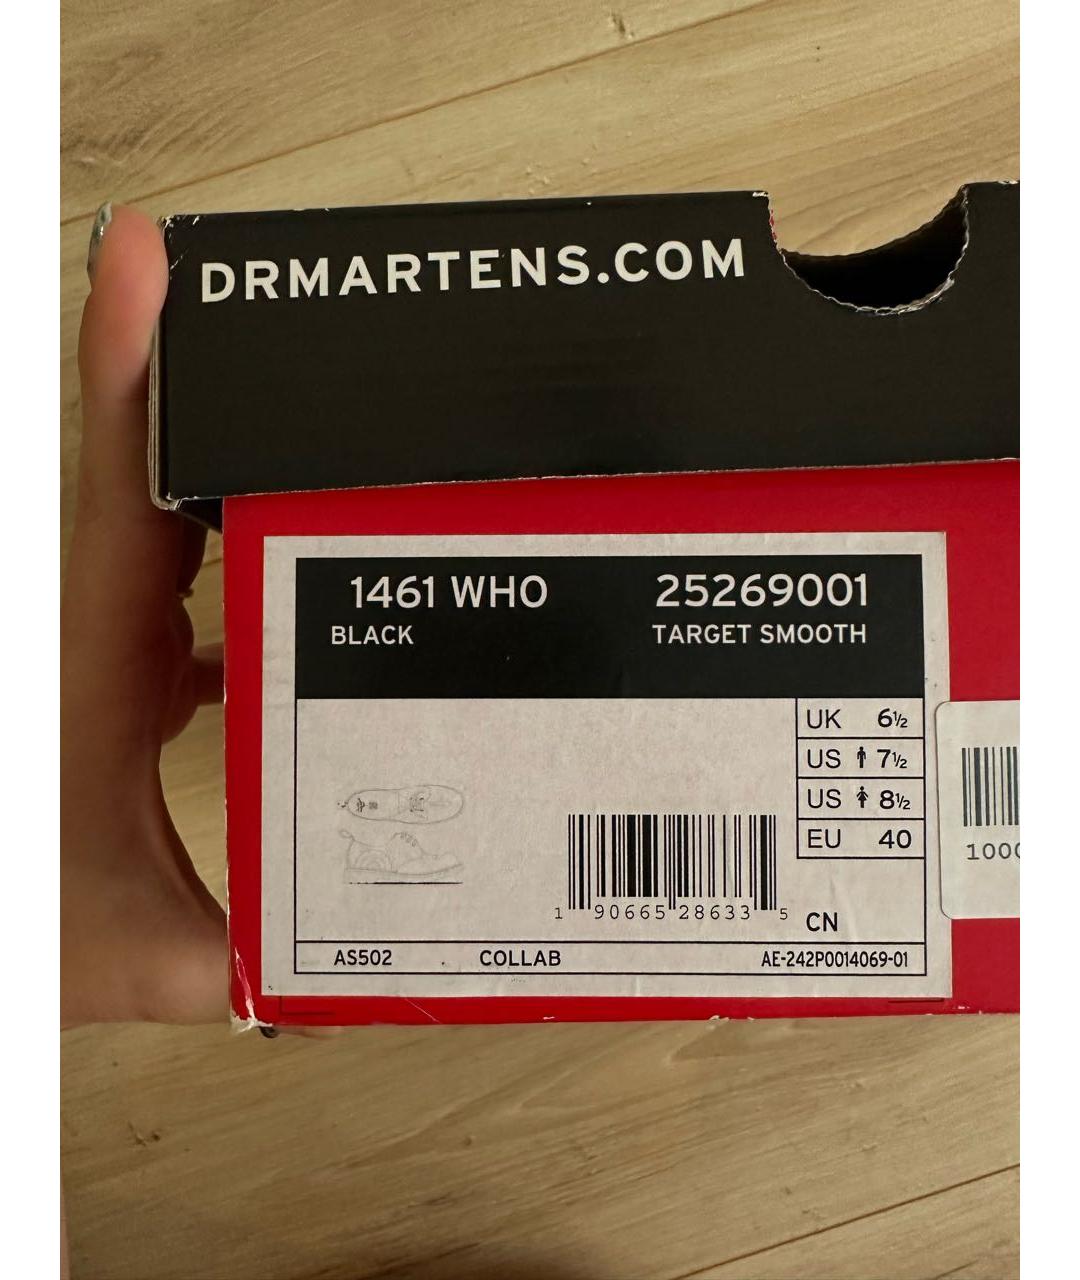 DRMARTENS.COM
1461 WHO 25269001
BLACK TARGET SMOOTH
UK 6½
US 7½
US 8½
EU 40
1 90665 28633 5
CN
AS502 COLLAB AE-242P0014069-01